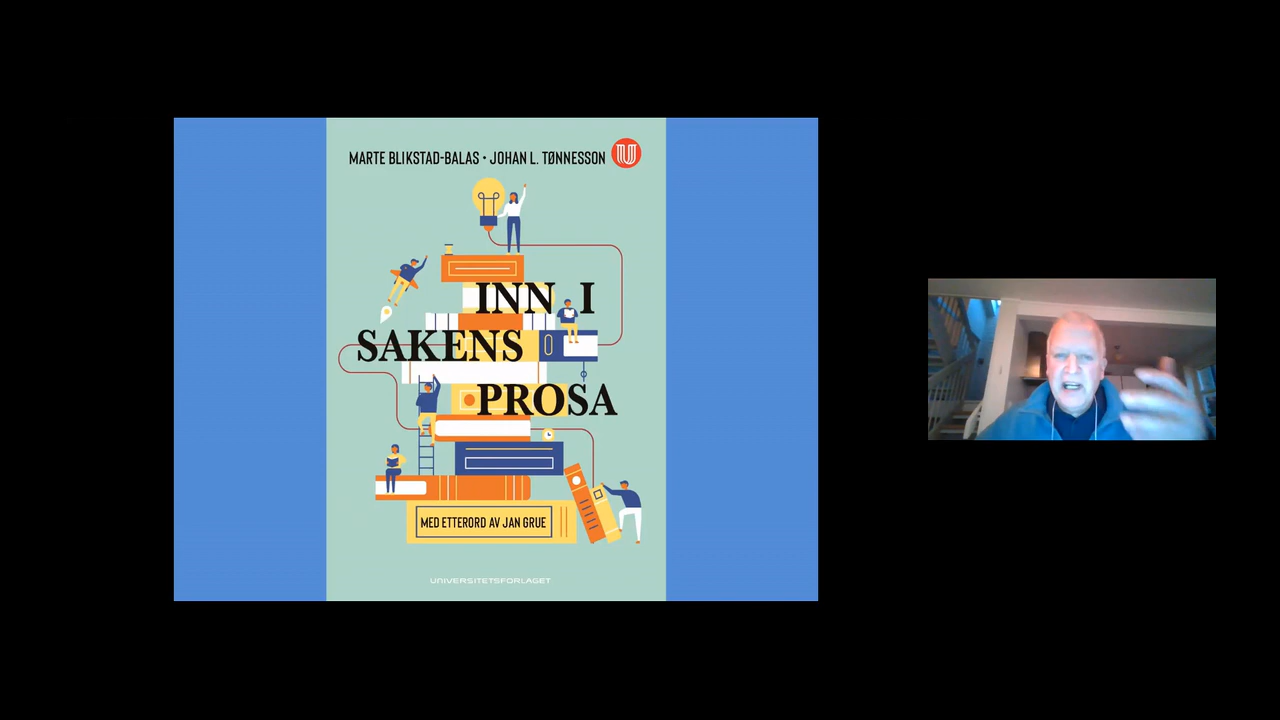 MARTE BLIKSTAD-BALAS • JOHAN L. TØNNESSON
INN I
SAKENS
PROSA
MED ETTERORD AV JAN GRUE
UNIVERSITETSFORLAGET